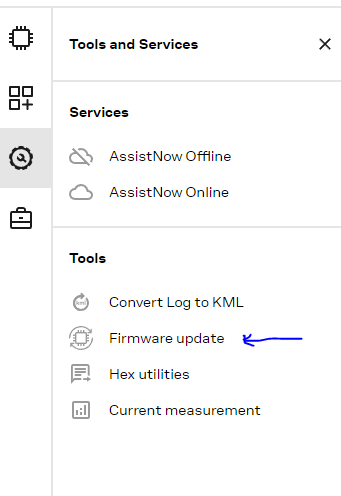 Tools and Services
Services
AssistNow Offline
AssistNow Online
Tools
Convert Log to KML
Firmware update
Hex utilities
Current measurement